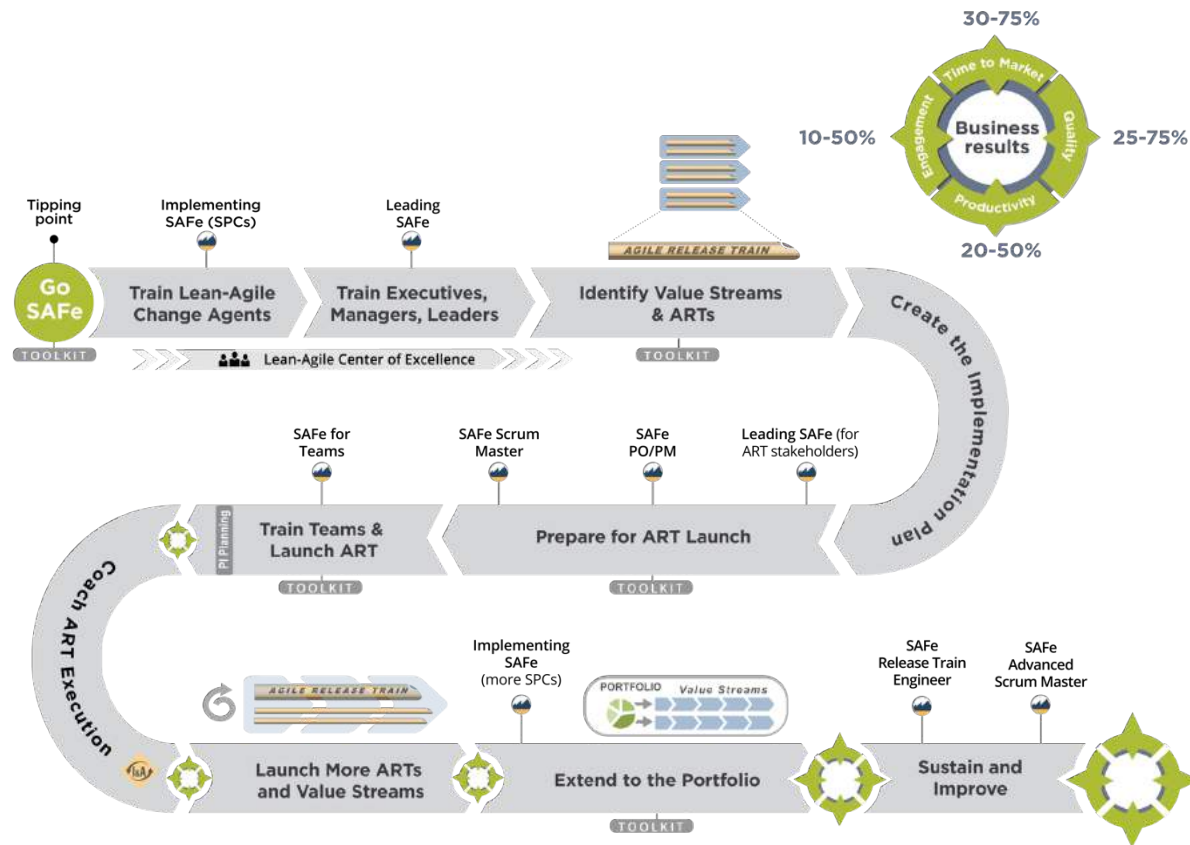 30-75%
Time to Market
Engagement
Business
results
Quality
Productivity
10-50%
25-75%
20-50%
Tipping
point
Implementing
SAFe (SPCs)
Leading
SAFe
AGILE RELEASE TRAIN
Go
SAFe
Train Lean-Agile
Change Agents
Train Executives,
Managers, Leaders
Identify Value Streams
& ARTs
Create the Implementation Plan
TOOLKIT
Lean-Agile Center of Excellence
TOOLKIT
SAFe for
Teams
SAFe Scrum
Master
SAFe
PO/PM
Leading SAFe (for
ART stakeholders)
PI Planning
Train Teams &
Launch ART
Prepare for ART Launch
TOOLKIT
TOOLKIT
Coach ART Execution
I&A
AGILE RELEASE TRAIN
Implementing
SAFe
(more SPCs)
PORTFOLIO
Value Streams
SAFe
Release Train
Engineer
SAFe
Advanced
Scrum Master
Launch More ARTs
and Value Streams
Extend to the Portfolio
Sustain and
Improve
TOOLKIT